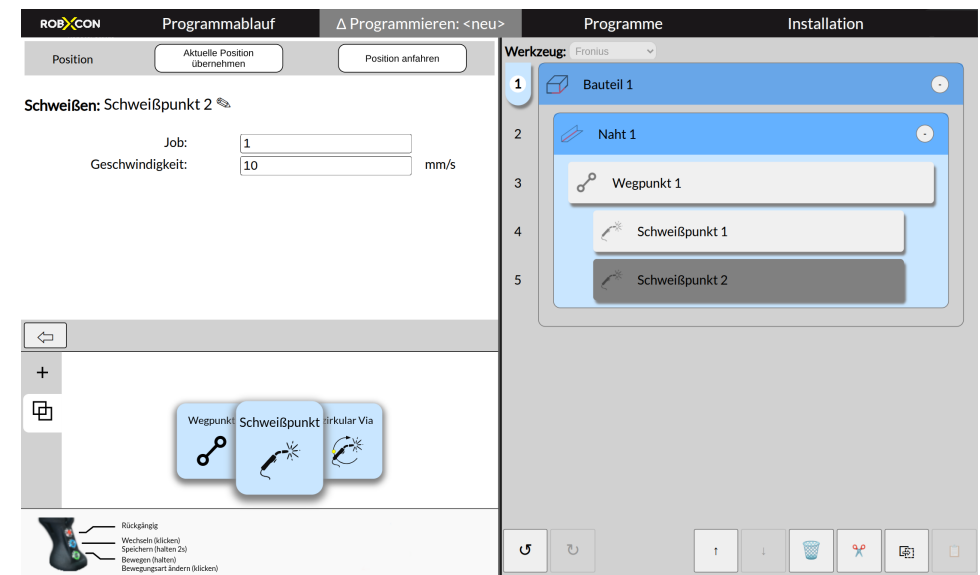 ROBXCON Programmablauf Δ Programmieren: <neu> Programme Installation
Position Aktuelle Position übernehmen Position anfahren
Schweißen: Schweißpunkt 2
Job: 1
Geschwindigkeit: 10 mm/s
+
Wegpunkt Schweißpunkt zirkular Via
Rückgängig
Wechseln (klicken)
Speichern (halten 2s)
Bewegen (halten)
Bewegungsart ändern (klicken)
Werkzeug: Fronius
1 Bauteil 1 -
2 Naht 1 -
3 Wegpunkt 1
4 Schweißpunkt 1
5 Schweißpunkt 2